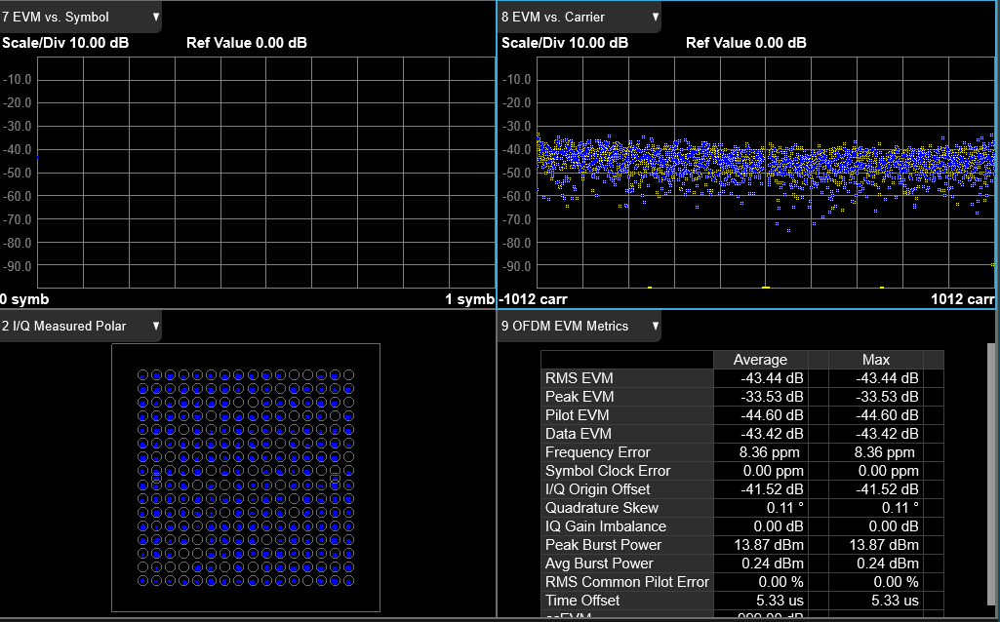 7 EVM vs. Symbol
Scale/Div 10.00 dB Ref Value 0.00 dB
-10.0
-20.0
-30.0
-40.0
-50.0
-60.0
-70.0
-80.0
-90.0
0 symb 1 symb
8 EVM vs. Carrier
Scale/Div 10.00 dB Ref Value 0.00 dB
-10.0
-20.0
-30.0
-40.0
-50.0
-60.0
-70.0
-80.0
-90.0
-1012 carr 1012 carr
2 I/Q Measured Polar
9 OFDM EVM Metrics
Average Max
RMS EVM -43.44 dB -43.44 dB
Peak EVM -33.53 dB -33.53 dB
Pilot EVM -44.60 dB -44.60 dB
Data EVM -43.42 dB -43.42 dB
Frequency Error 8.36 ppm 8.36 ppm
Symbol Clock Error 0.00 ppm 0.00 ppm
I/Q Origin Offset -41.52 dB -41.52 dB
Quadrature Skew 0.11 ° 0.11 °
IQ Gain Imbalance 0.00 dB 0.00 dB
Peak Burst Power 13.87 dBm 13.87 dBm
Avg Burst Power 0.24 dBm 0.24 dBm
RMS Common Pilot Error 0.00 % 0.00 %
Time Offset 5.33 us 5.33 us